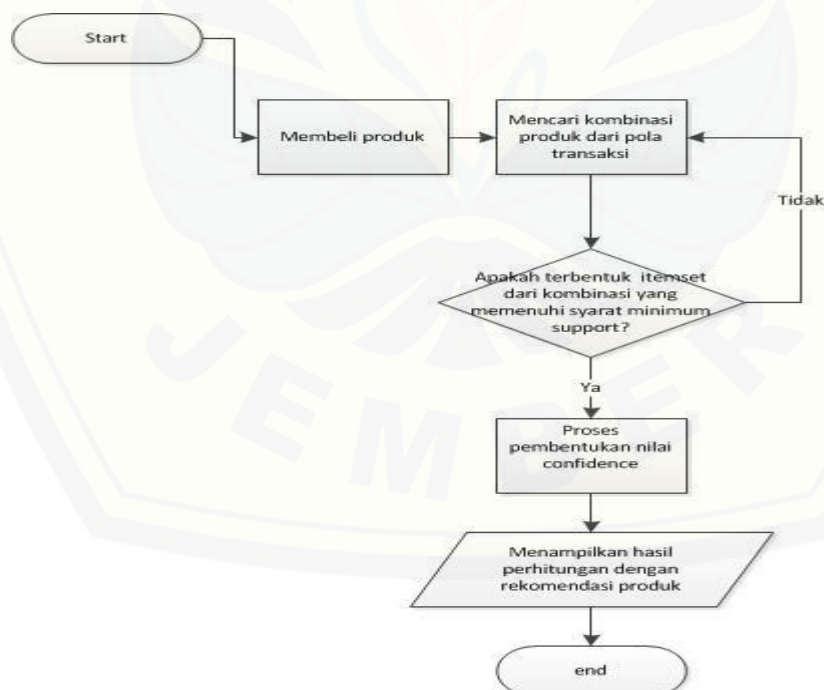 Start
Membeli produk
Mencari kombinasi
produk dari pola
transaksi
Tidak
Apakah terbentuk itemset
dari kombinasi yang
memenuhi syarat minimum
support?
Ya
Proses
pembentukan nilai
confidence
Menampilkan hasil
perhitungan dengan
rekomendasi produk
end
JEMBER